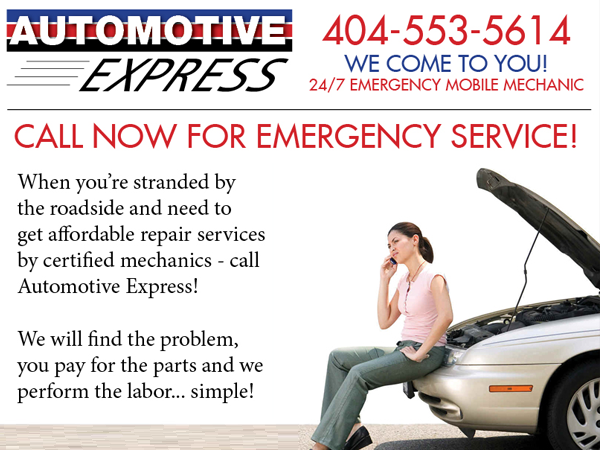 AUTOMOTIVE
EXPRESS
404-553-5614
WE COME TO YOU!
24/7 EMERGENCY MOBILE MECHANIC
CALL NOW FOR EMERGENCY SERVICE!
When you’re stranded by
the roadside and need to
get affordable repair services
by certified mechanics - call
Automotive Express!
We will find the problem,
you pay for the parts and we
perform the labor... simple!